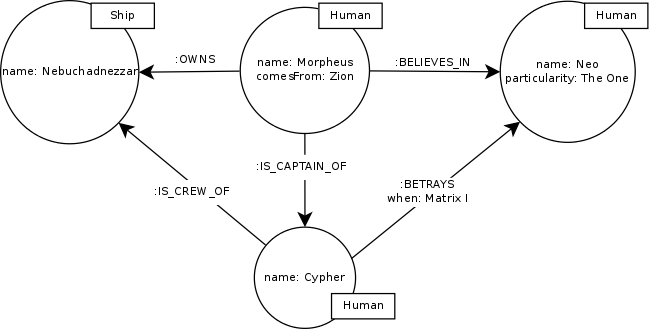 Ship
Human
Human
name: Nebuchadnezzar
:OWNS
name: Morpheus
comesFrom: Zion
:BELIEVES_IN
name: Neo
particularity: The One
:IS_CAPTAIN_OF
:IS_CREW_OF
:BETRAYS
when: Matrix I
name: Cypher
Human